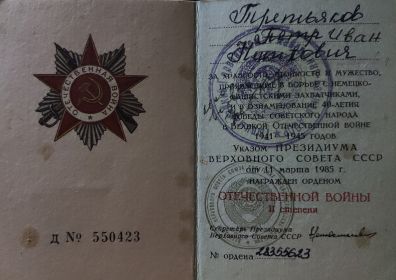 ОТЕЧЕСТВЕННАЯ ВОЙНА
Д № 550423
Третьяков
Петр Иван
ЗА ХРАБРОСТЬ, СТОЙКОСТЬ И МУЖЕСТВО,
ПРОЯВЛЕННЫЕ В БОРЬБЕ С НЕМЕЦКО-
ФАШИСТСКИМИ ЗАХВАТЧИКАМИ,
И В ОЗНАМЕНОВАНИЕ 40-ЛЕТИЯ
ПОБЕДЫ СОВЕТСКОГО НАРОДА
В ВЕЛИКОЙ ОТЕЧЕСТВЕННОЙ ВОЙНЕ
1941—1945 ГОДОВ
УКАЗОМ ПРЕЗИДИУМА
ВЕРХОВНОГО СОВЕТА СССР
ОТ 11 марта 1985 г.
НАГРАЖДЕН ОРДЕНОМ
ОТЕЧЕСТВЕННОЙ ВОЙНЫ
II степени
Секретарь Президиума
Верховного Совета СССР
№ ордена